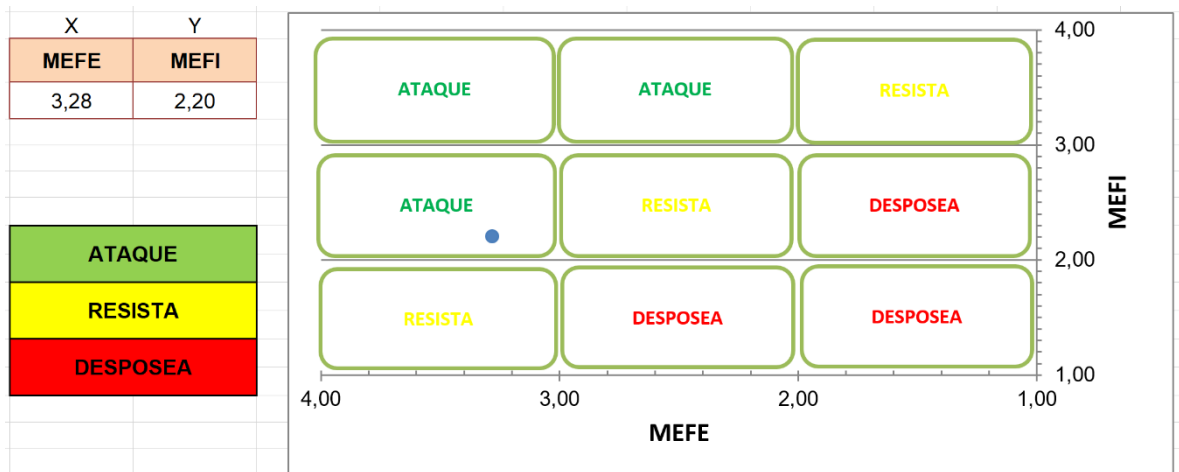 X Y
MEFE MEFI
3,28 2,20
ATAQUE
RESISTA
DESPOSEA
4,00
ATAQUE ATAQUE RESISTA
3,00
ATAQUE RESISTA DESPOSEA
MEFI
2,00
RESISTA DESPOSEA DESPOSEA
1,00
4,00 3,00 2,00 1,00
MEFE